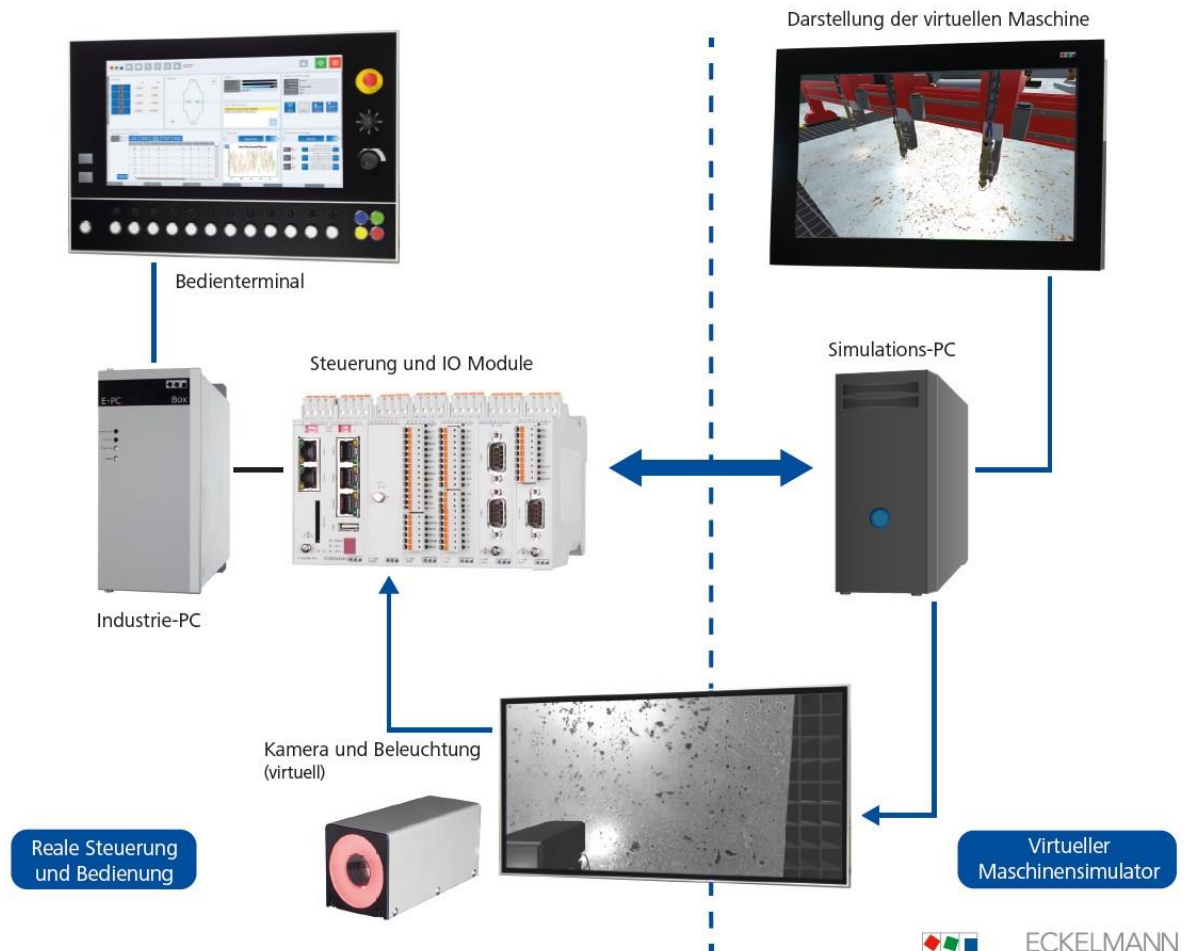 Darstellung der virtuellen Maschine
Bedienterminal
Simulations-PC
Steuerung und IO Module
E-PC Box
Industrie-PC
Kamera und Beleuchtung
(virtuell)
Reale Steuerung
und Bedienung
Virtueller
Maschinensimulator
ECKELMANN